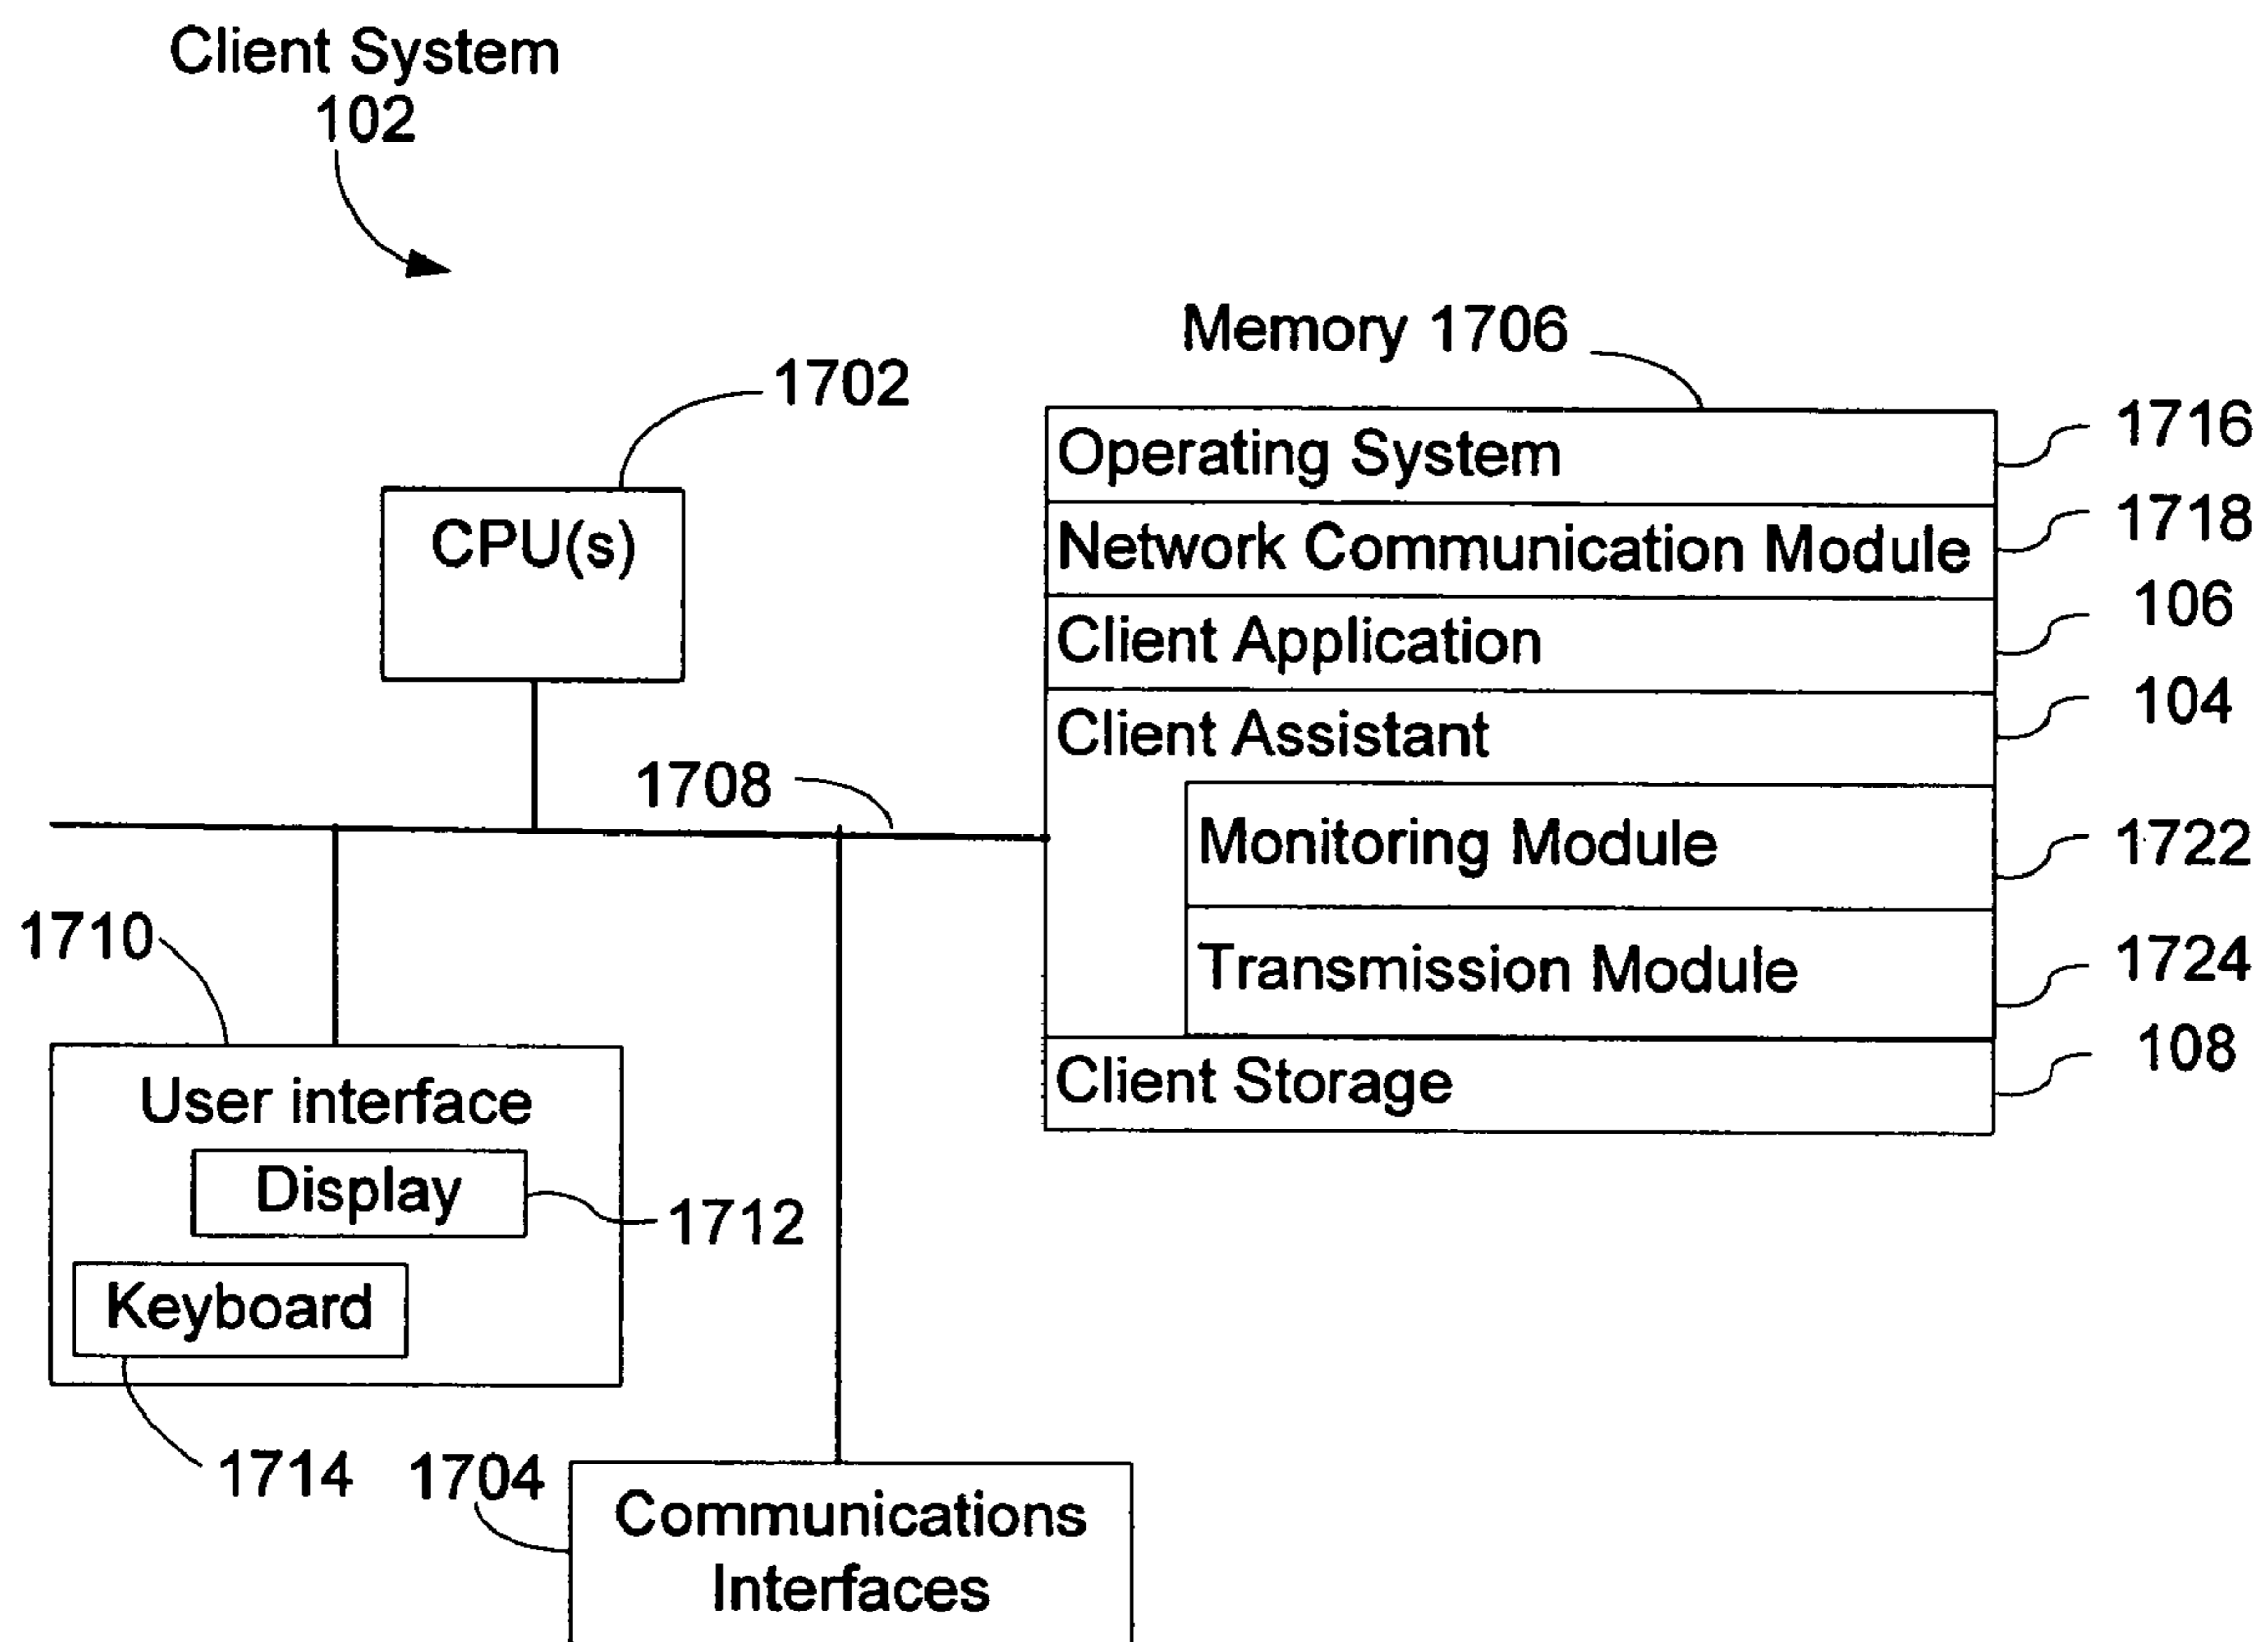 Client System
102
Memory 1706
1702
CPU(s)
Operating System
1716
Network Communication Module
1718
Client Application
106
Client Assistant
104
1708
Monitoring Module
1722
Transmission Module
1724
Client Storage
108
1710
User interface
Display
1712
Keyboard
1714
1704
Communications
Interfaces